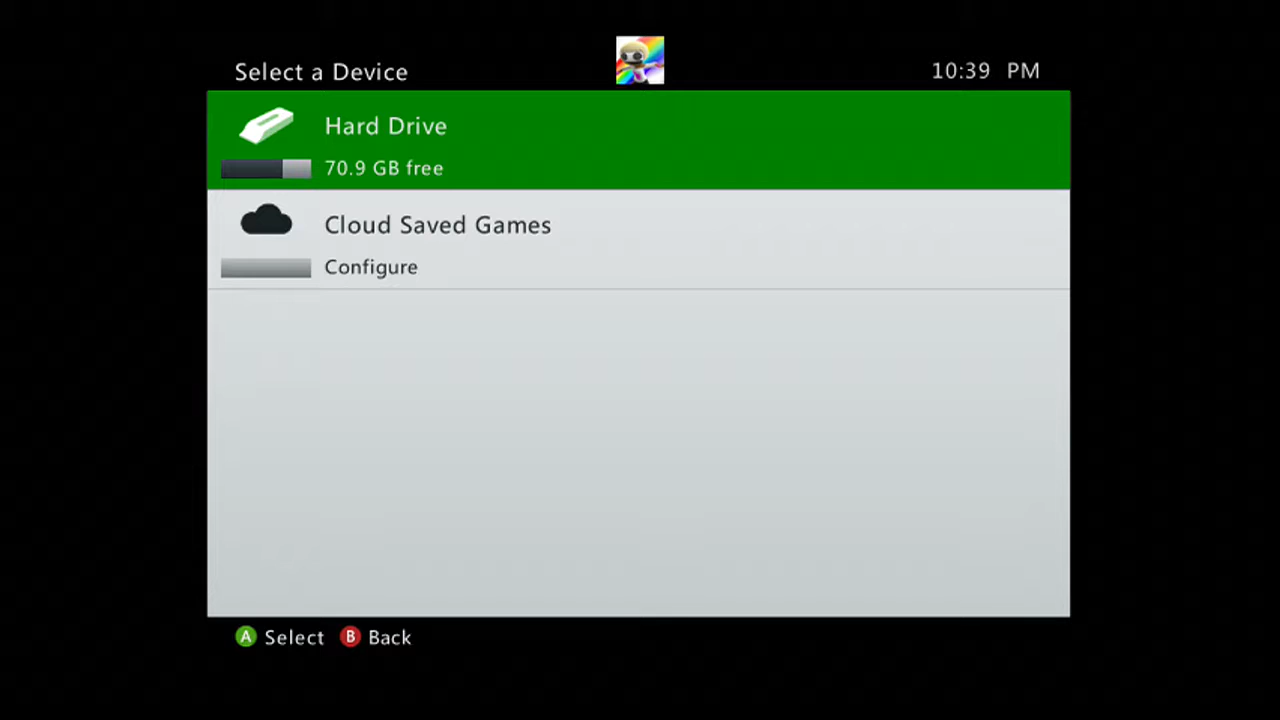 Select a Device
10:39 PM
Hard Drive
70.9 GB free
Cloud Saved Games
Configure
A Select B Back